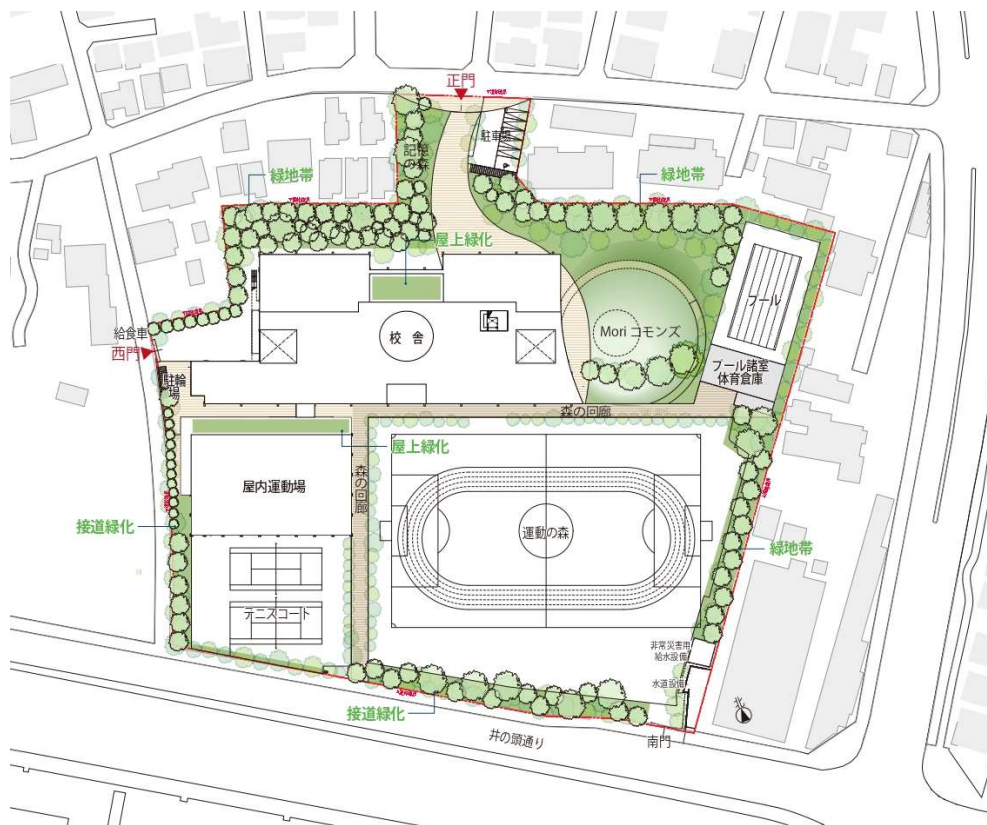 正門
駐車場
記憶
の森
緑地帯
緑地帯
屋上緑化
プール
給食車
西門
校 舎
Mori コモンズ
プール諸室
体育倉庫
駐輪
場
森の回廊
屋上緑化
屋内運動場
森の回廊
運動の森
接道緑化
緑地帯
テニスコート
非常災害用
給水設備
水道設備
北
接道緑化
井の頭通り
南門